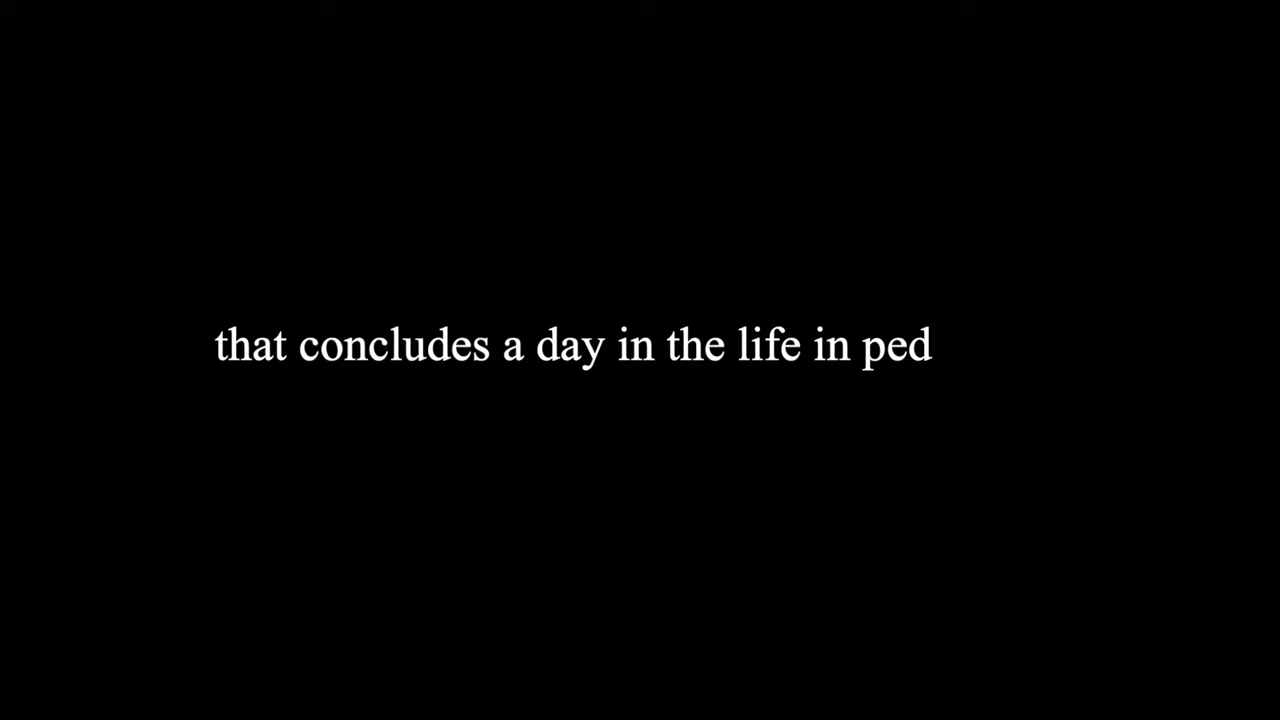 that concludes a day in the life in ped